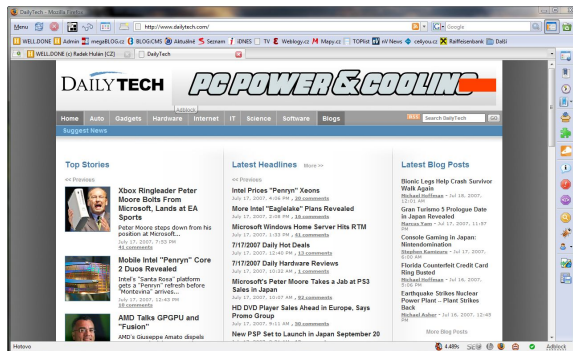 DailyTech - Mozilla Firefox
Menu
http://www.dailytech.com/
Google
WELL.DONE Admin megaBLOG.cz BLOG:CMS Aktuálně Seznam iDNES TV Weblogy.cz Mapy.cz TOPlist nV News celiyou.cz Raiffeisenbank Další
WELL.DONE (c) Radek Hulán [CZ] DailyTech
DAILYTECH
PC POWER & COOLING
Adblock
Home Auto Gadgets Hardware Internet IT Science Software Blogs
RSS Search DailyTech GO
Suggest News
Top Stories
<< Previous
Xbox Ringleader Peter
Moore Bolts From
Microsoft, Lands at EA
Sports
Peter Moore steps down from his
position at Microsoft...
July 17, 2007, 7:53 PM
41 comments
Mobile Intel "Penryn" Core
2 Duos Revealed
Intel's "Santa Rosa" platform
gets a "Penryn" refresh before
"Montevina" arrives...
July 17, 2007, 12:43 PM
18 comments
AMD Talks GPGPU and
"Fusion"
AMD's Giuseppe Amato dispels
Latest Headlines More >>
<< Previous
Intel Prices "Penryn" Xeons
July 17, 2007, 4:06 PM , 20 comments
More Intel "Eaglelake" Plans Revealed
July 17, 2007, 2:08 PM , 16 comments
Microsoft Windows Home Server Hits RTM
July 17, 2007, 1:33 PM , 41 comments
7/17/2007 Daily Hot Deals
July 17, 2007, 12:40 PM , 13 comments
7/17/2007 Daily Hardware Reviews
July 17, 2007, 10:32 AM , 1 comments
Microsoft's Peter Moore Takes a Jab at PS3
Sales in Japan
July 17, 2007, 10:07 AM , 92 comments
HD DVD Player Sales Ahead in Europe, Says
Promo Group
July 17, 2007, 9:11 AM , 50 comments
New PSP Set to Launch in Japan September 20
Latest Blog Posts
Bionic Legs Help Crash Survivor
Walk Again
Michael Hoffman - Jul 18, 2007,
12:01 AM
Gran Turismo 5 Prologue Date
in Japan Revealed
Marcus Yam - Jul 17, 2007, 11:57
PM
Console Gaming in Japan:
Nintendomination
Stephen Kamizura - Jul 17, 2007,
6:00 AM
Florida Counterfeit Credit Card
Ring Busted
Michael Hoffman - Jul 16, 2007,
5:06 PM
Earthquake Strikes Nuclear
Power Plant – Plant Strikes
Back
Michael Asher - Jul 16, 2007, 12:45
PM
More Blog Posts
Hotovo
4.489s
Adblock